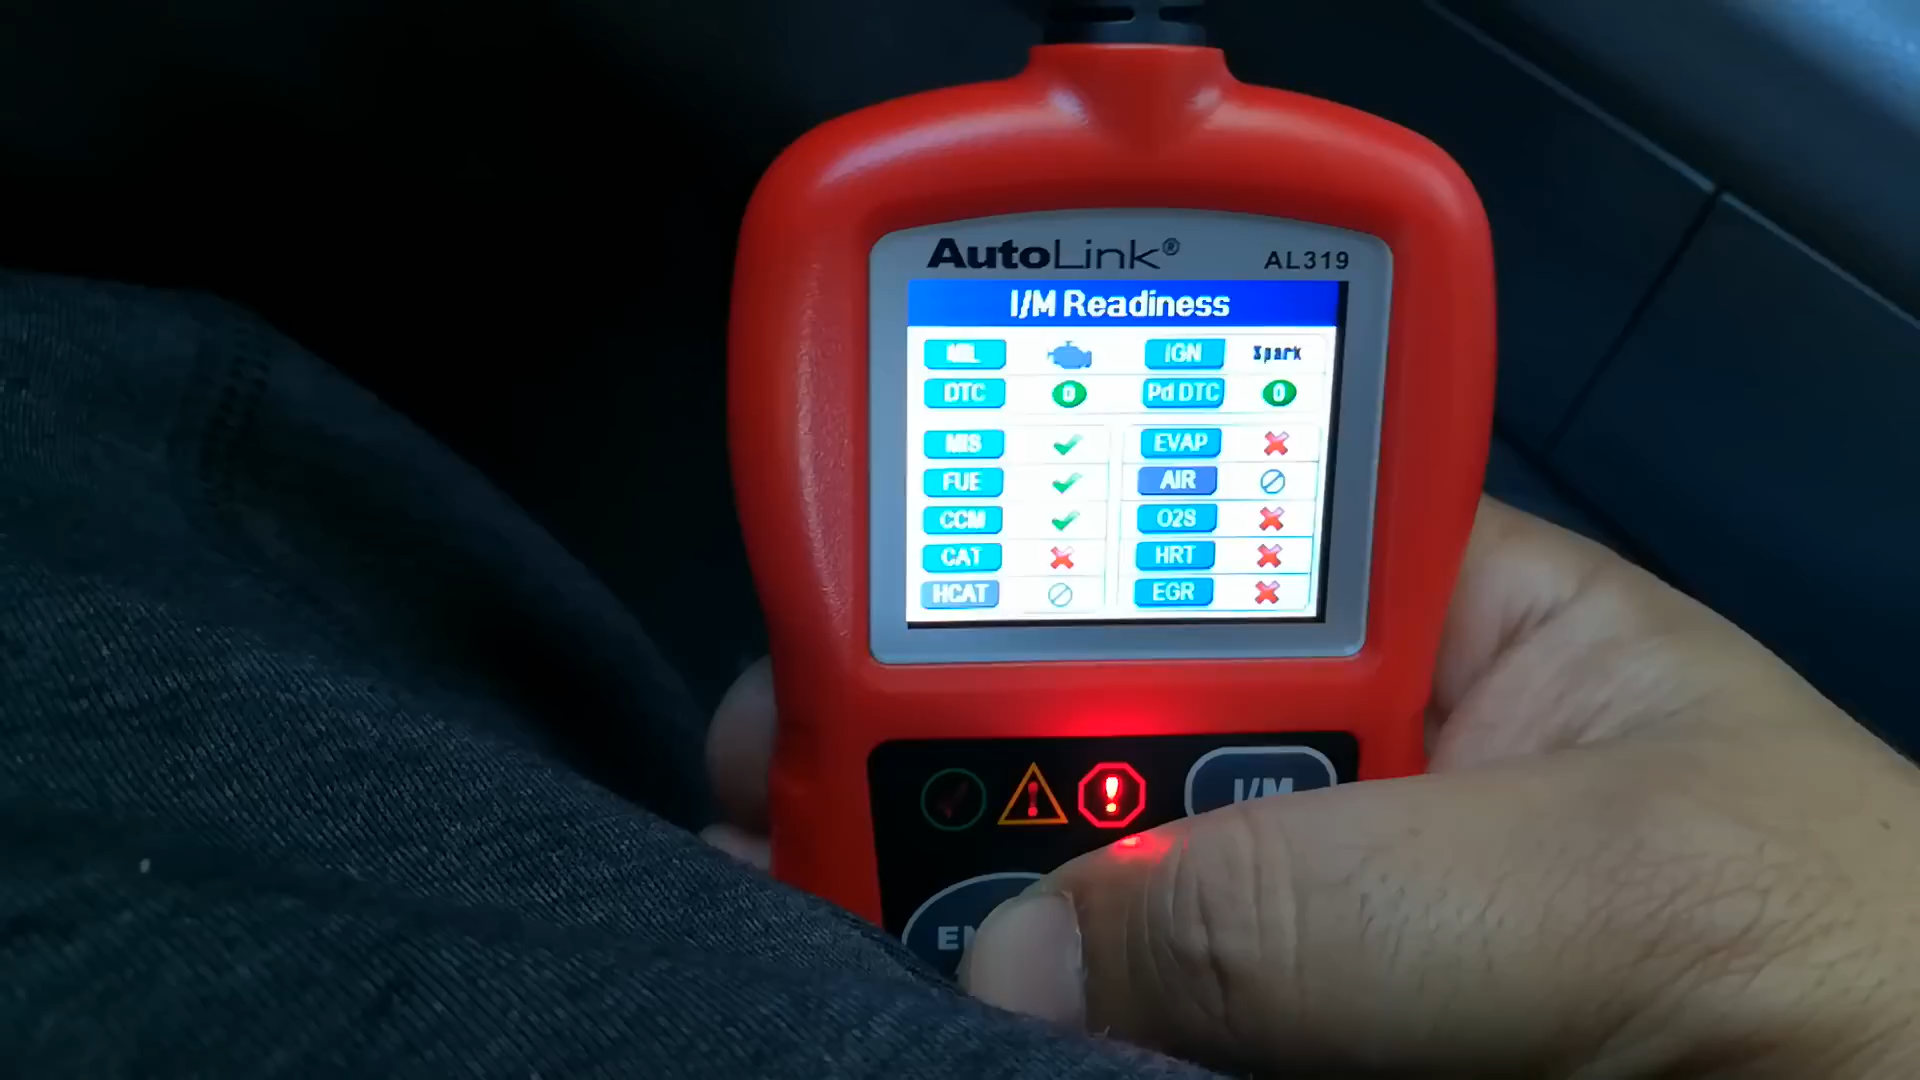 AutoLink® AL319
I/M Readiness
MIL IGN Spark
DTC 0 Pd DTC 0
MIS EVAP
FUE AIR
CCM O2S
CAT HRT
HCAT EGR
I/M